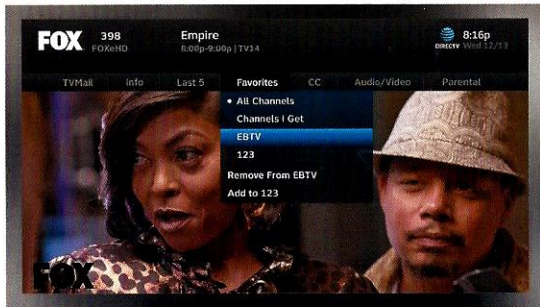 FOX 398 Empire 8:16p
FOXeHD 8:00p-9:00p | TV14 DIRECTV Wed 12/13
TVMail Info Last 5 Favorites CC Audio/Video Parental
• All Channels
Channels I Get
EBTV
123
Remove From EBTV
Add to 123
FOX